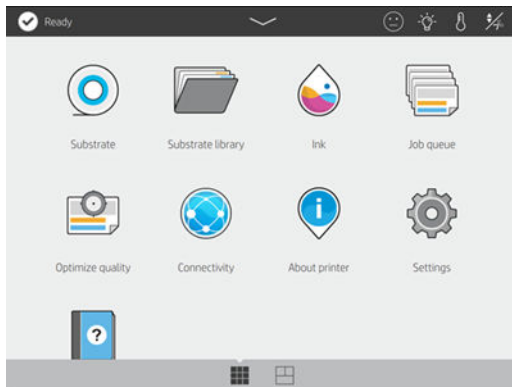 Ready
Substrate
Substrate library
Ink
Job queue
Optimize quality
Connectivity
About printer
Settings
i
?